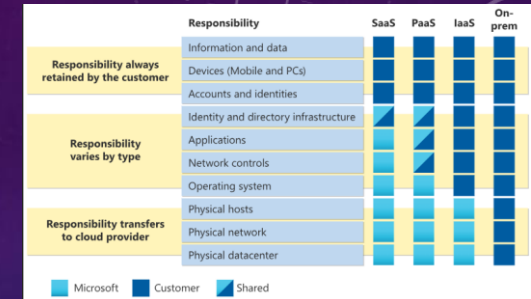 Responsibility SaaS PaaS IaaS On-
prem
Responsibility always
retained by the customer
Information and data
Devices (Mobile and PCs)
Accounts and identities
Responsibility
varies by type
Identity and directory infrastructure
Applications
Network controls
Operating system
Responsibility transfers
to cloud provider
Physical hosts
Physical network
Physical datacenter
Microsoft Customer Shared